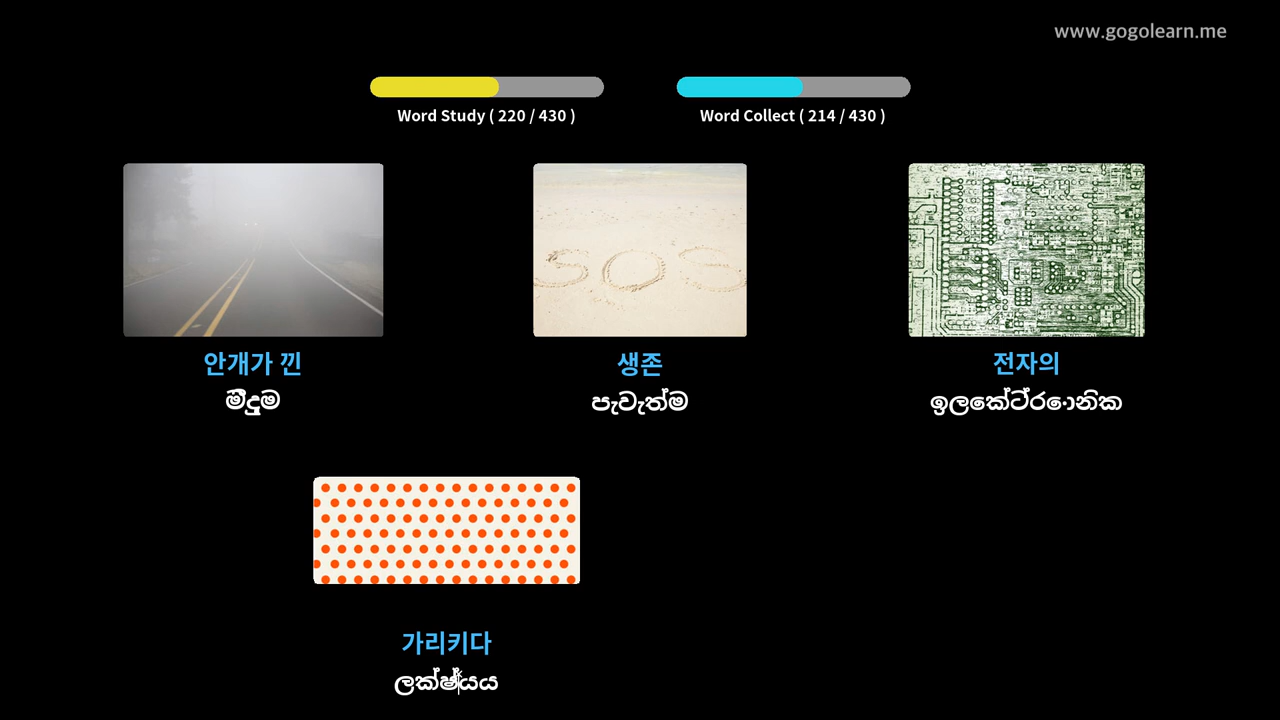 www.gogolearn.me
Word Study ( 220 / 430 )
Word Collect ( 214 / 430 )
안개가 낀
මීදුම
생존
පැවැත්ම
전자의
ඉලෙක්ට්රොනික
가리키다
ලක්ෂ්යය